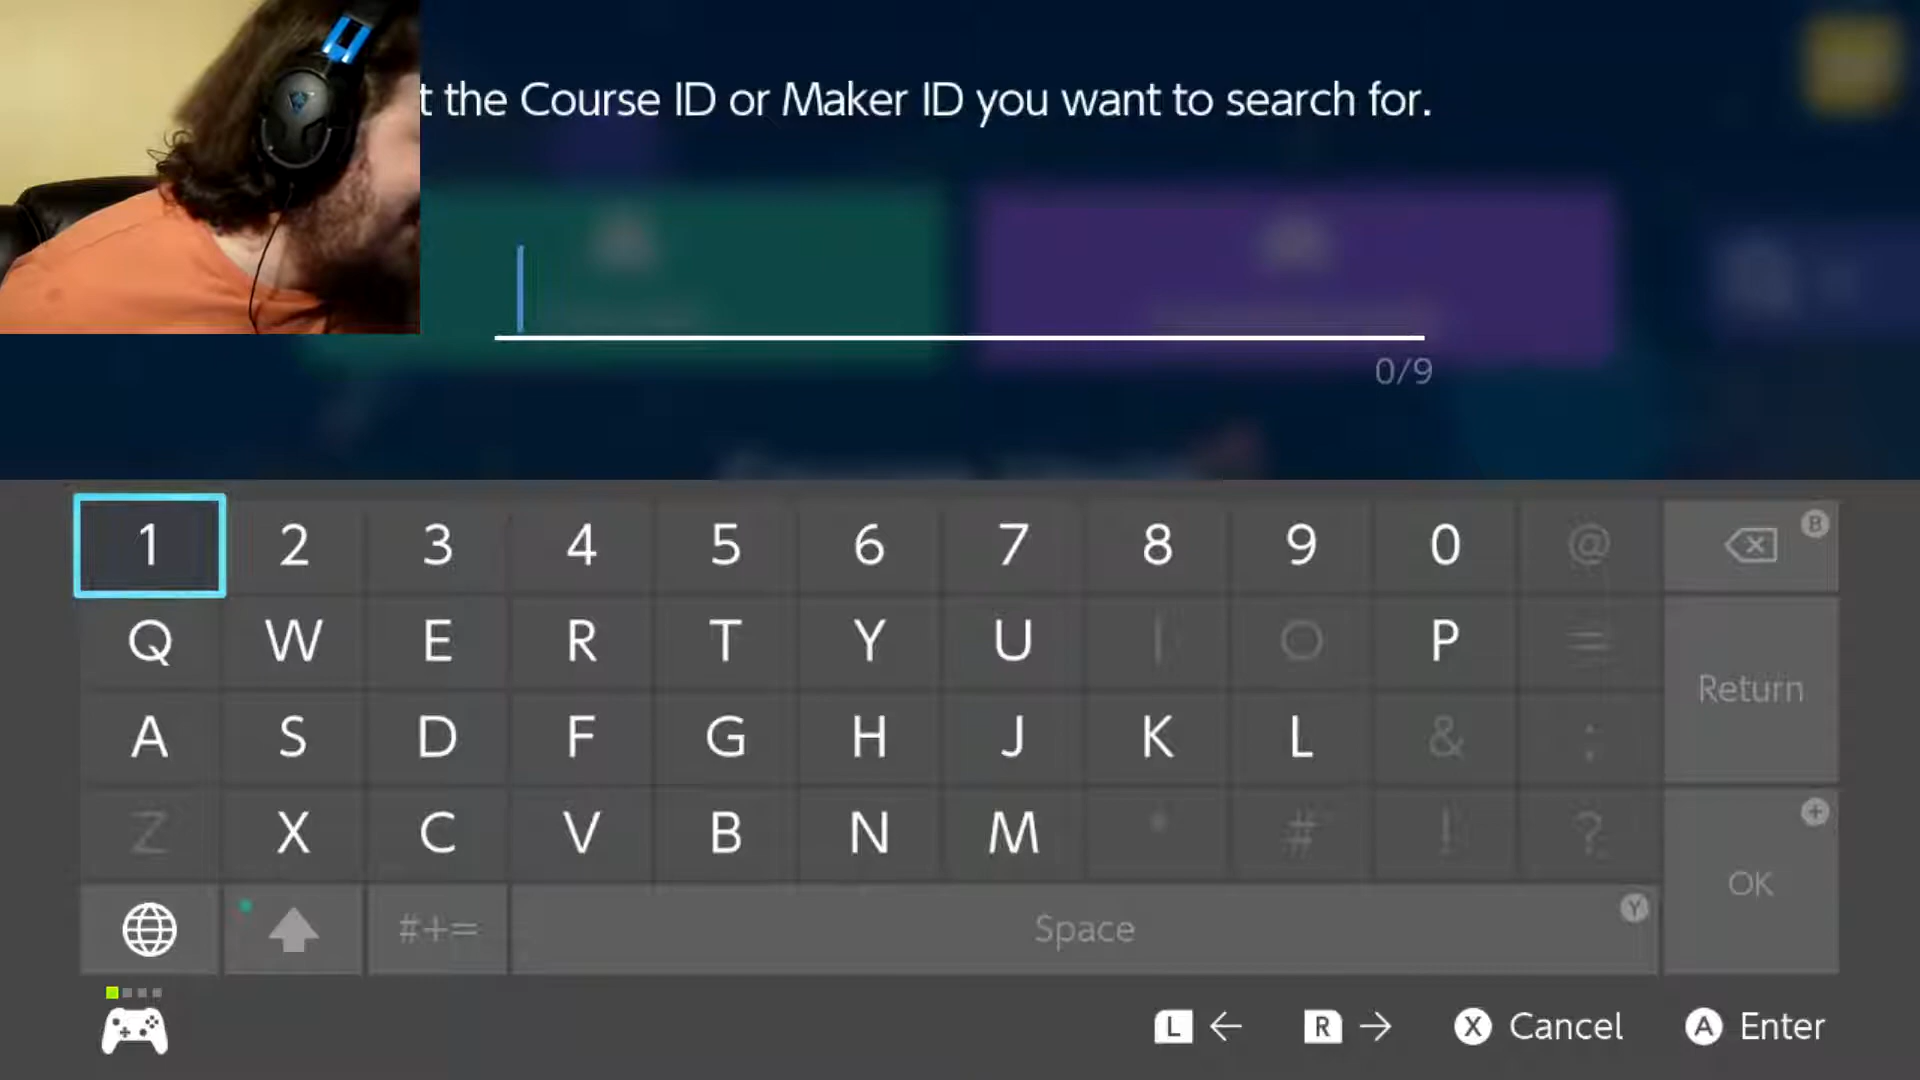 t the Course ID or Maker ID you want to search for.
0/9
1 2 3 4 5 6 7 8 9 0 @ B
Q W E R T Y U I O P =
Return
A S D F G H J K L & :
Z X C V B N M # ! ? +
OK
#+= Space Y
L ← R → X Cancel A Enter